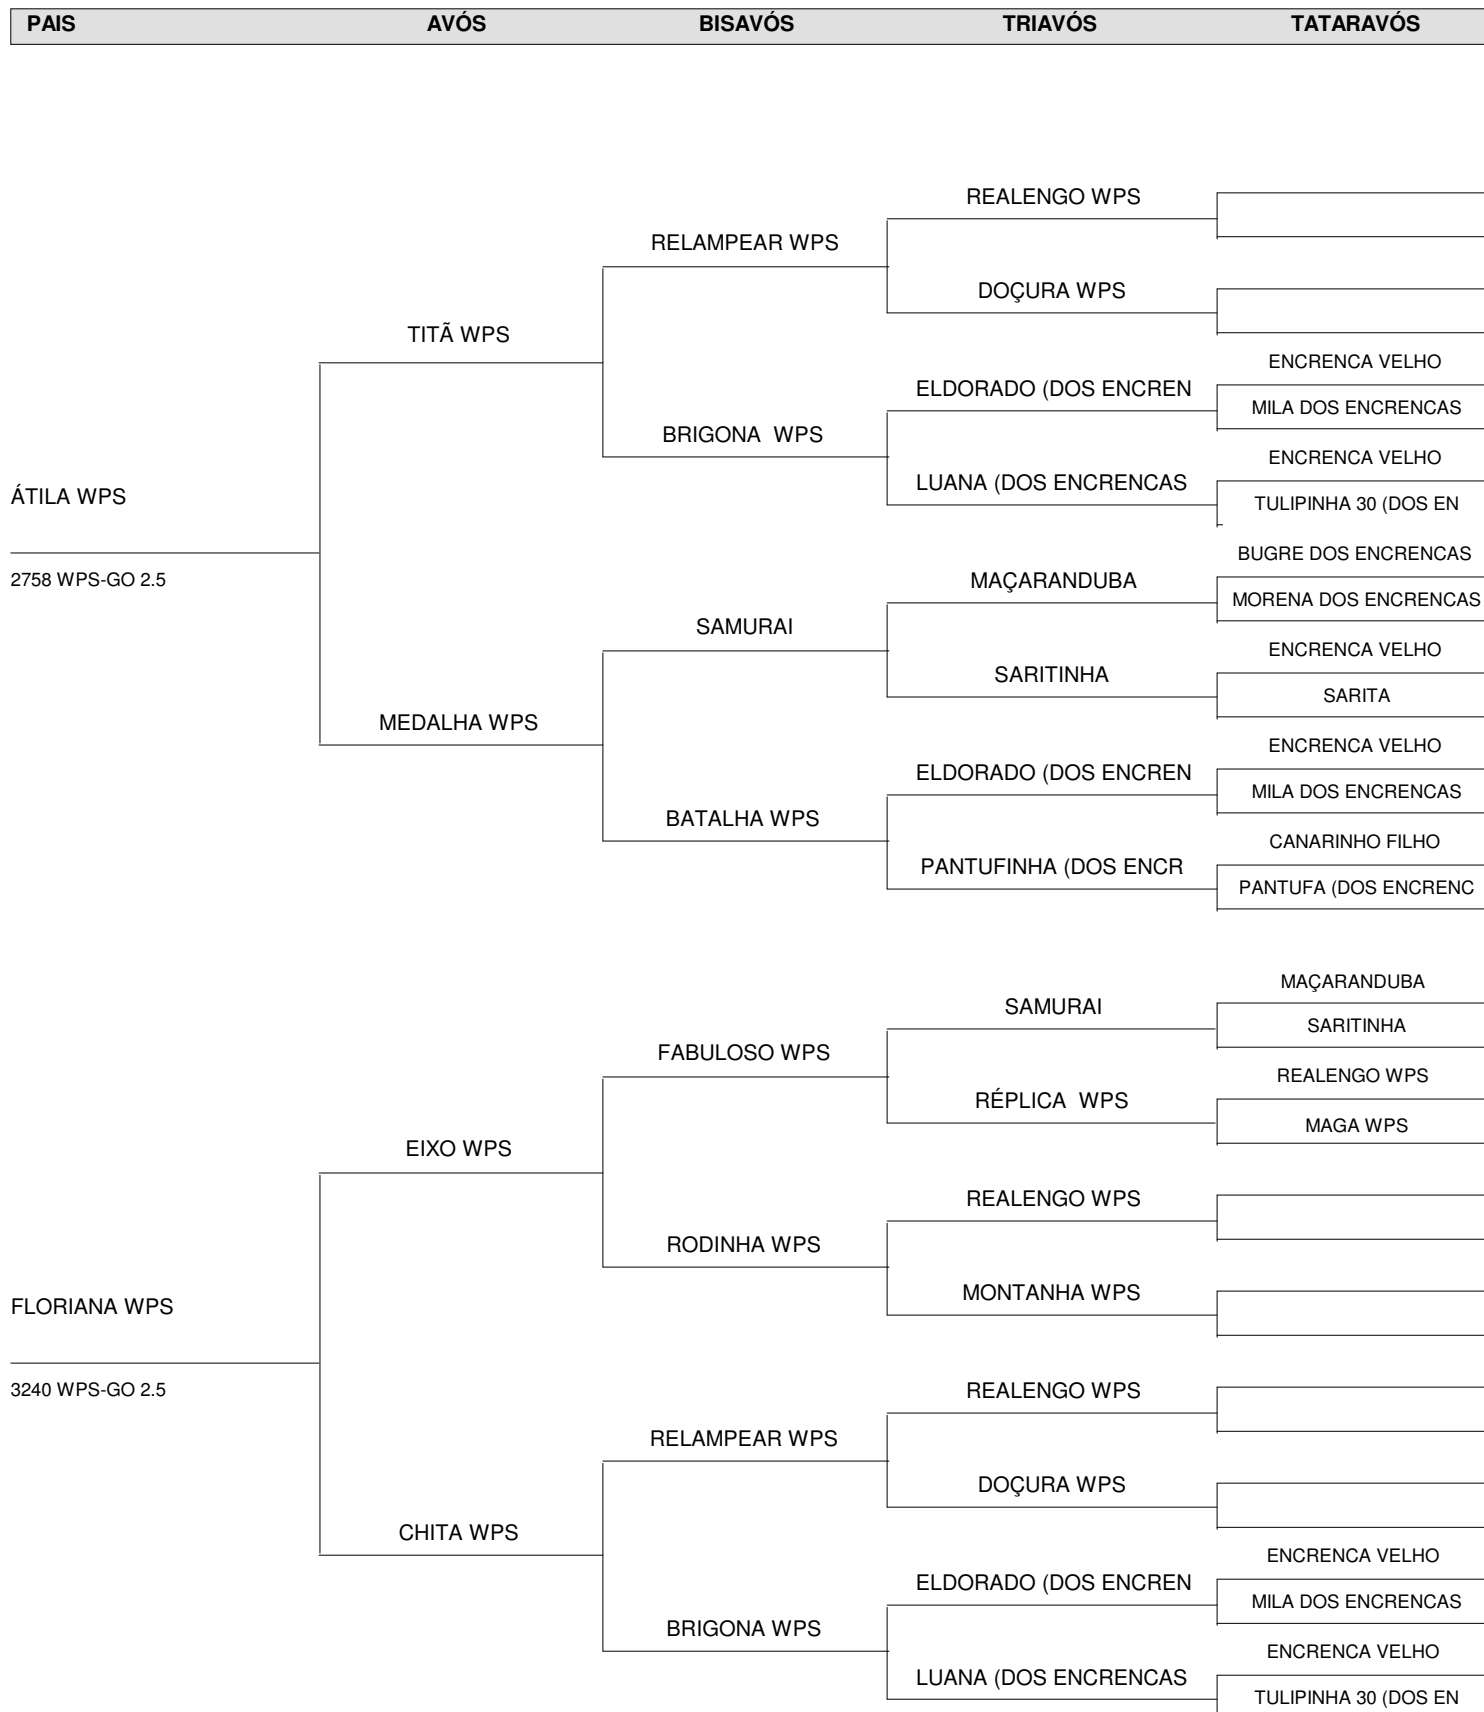 PAIS AVÓS BISAVÓS TRIAVÓS TATARAVÓS
REALENGO WPS
RELAMPEAR WPS
DOÇURA WPS
TITÃ WPS
ENCRENCA VELHO
ELDORADO (DOS ENCREN
MILA DOS ENCRENCAS
BRIGONA WPS
ENCRENCA VELHO
LUANA (DOS ENCRENCAS
ÁTILA WPS
TULIPINHA 30 (DOS EN
BUGRE DOS ENCRENCAS
2758 WPS-GO 2.5
MAÇARANDUBA
MORENA DOS ENCRENCAS
SAMURAI
ENCRENCA VELHO
SARITINHA
SARITA
MEDALHA WPS
ENCRENCA VELHO
ELDORADO (DOS ENCREN
MILA DOS ENCRENCAS
BATALHA WPS
CANARINHO FILHO
PANTUFINHA (DOS ENCR
PANTUFA (DOS ENCRENC
MAÇARANDUBA
SAMURAI
SARITINHA
FABULOSO WPS
REALENGO WPS
RÉPLICA WPS
MAGA WPS
EIXO WPS
REALENGO WPS
RODINHA WPS
MONTANHA WPS
FLORIANA WPS
3240 WPS-GO 2.5
REALENGO WPS
RELAMPEAR WPS
DOÇURA WPS
CHITA WPS
ENCRENCA VELHO
ELDORADO (DOS ENCREN
MILA DOS ENCRENCAS
BRIGONA WPS
ENCRENCA VELHO
LUANA (DOS ENCRENCAS
TULIPINHA 30 (DOS EN